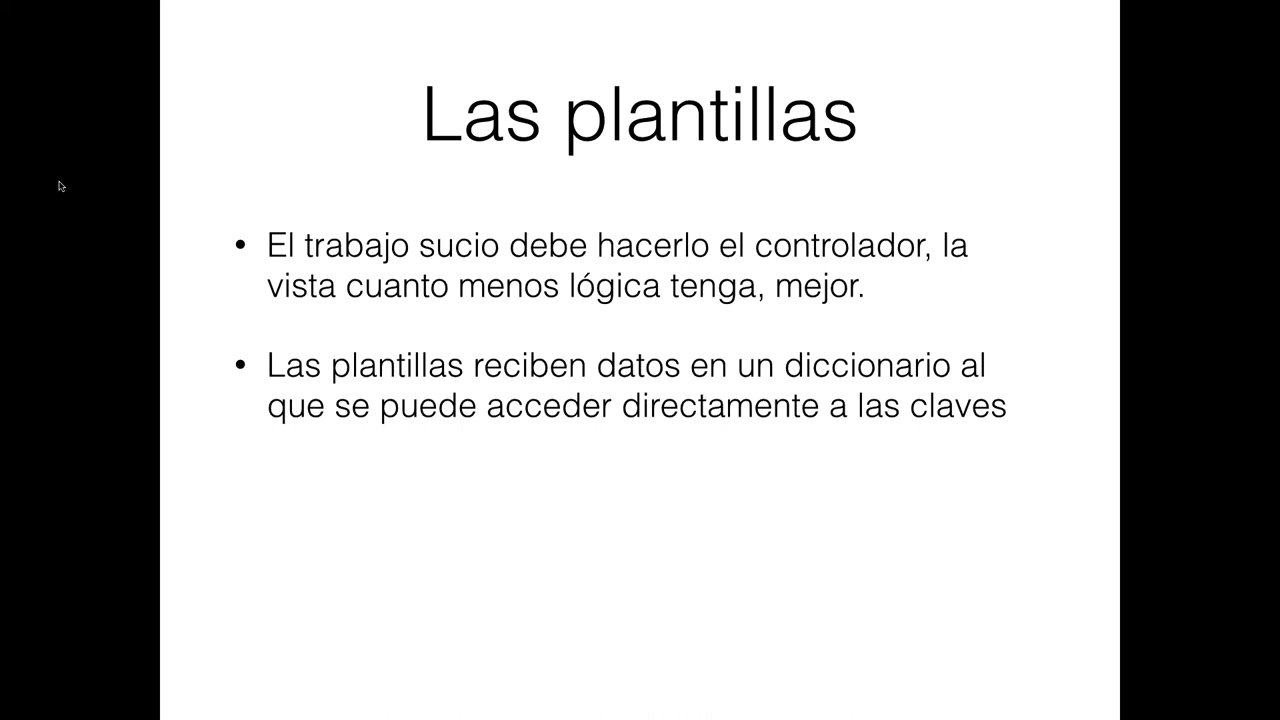 Las plantillas
• El trabajo sucio debe hacerlo el controlador, la
vista cuanto menos lógica tenga, mejor.
• Las plantillas reciben datos en un diccionario al
que se puede acceder directamente a las claves